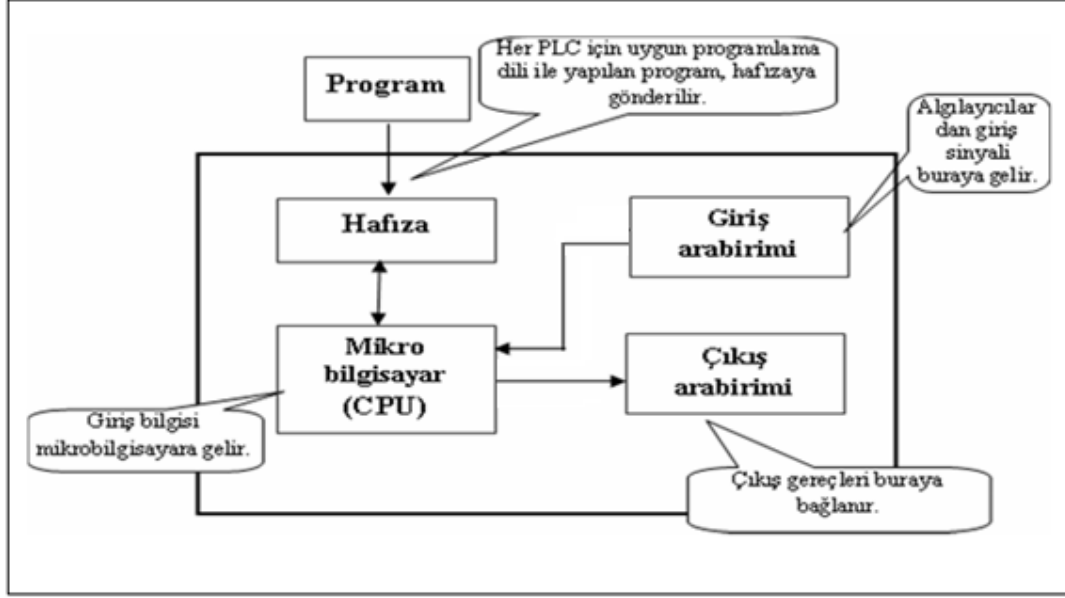 Program
Her PLC için uygun programlama
dili ile yapılan program, hafızaya
gönderilir.
Algılayıcılar
dan giriş
sinyali
buraya gelir.
Hafıza
Giriş
arabirimi
Mikro
bilgisayar
(CPU)
Çıkış
arabirimi
Giriş bilgisi
mikrobilgisayara gelir.
Çıkış gereçleri buraya
bağlanır.